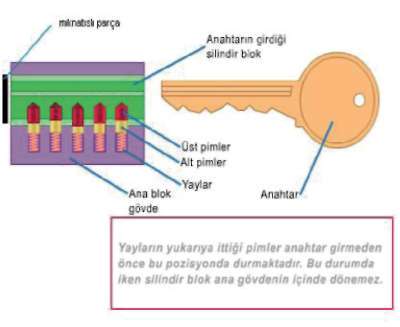 mıknatıslı parça
Anahtarın girdiği
silindir blok
Üst pimler
Alt pimler
Yaylar
Ana blok
gövde
Anahtar
Yayların yukarıya ittiği pimler anahtar girmeden
önce bu pozisyonda durmaktadır. Bu durumda
iken silindir blok ana gövdenin içinde dönemez.